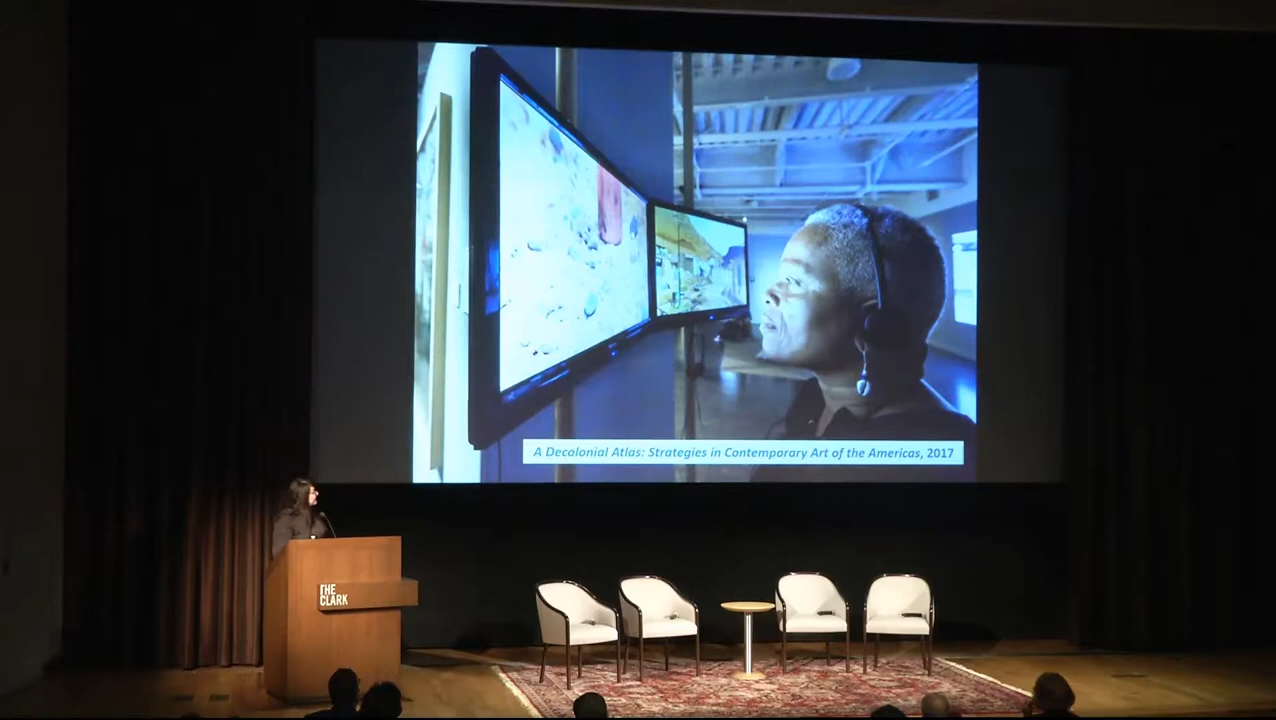 A Decolonial Atlas: Strategies in Contemporary Art of the Americas, 2017
THE
CLARK